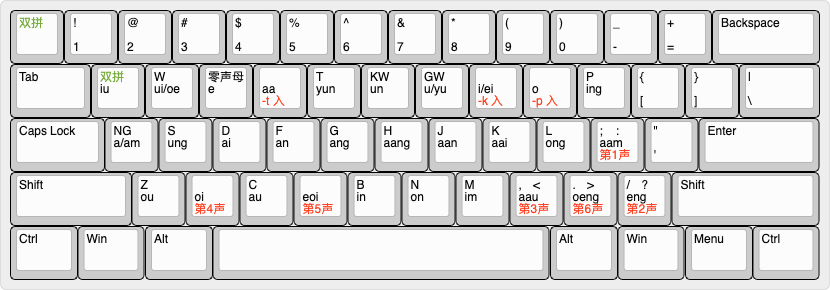 双拼 ! @ # $ % ^ & * ( ) _ + Backspace
1 2 3 4 5 6 7 8 9 0 - =
Tab 双拼 W 零声母 T KW GW P { } |
iu ui/oe e aa yun un u/yu i/ei o ing
-t 入 -k 入 -p 入 [ ] \
Caps Lock NG S D F G H J K L ; : " Enter
a/am ung ai an ang aang aan aai ong aam
第1声 '
Shift Z C B N M , < . > / ? Shift
ou oi au eoi in on im aau oeng eng
第4声 第5声 第3声 第6声 第2声
Ctrl Win Alt Alt Win Menu Ctrl